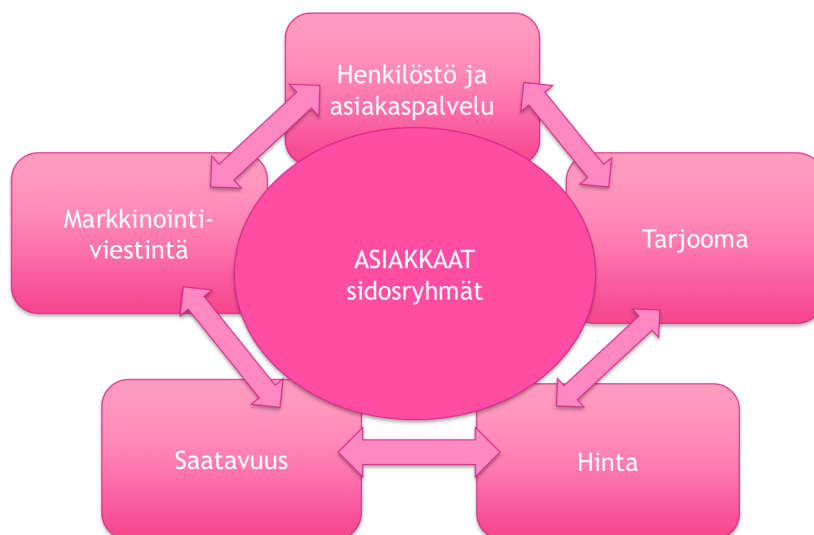 Henkilöstö ja
asiakaspalvelu
Markkinointi-
viestintä
Tarjooma
ASIAKKAAT
sidosryhmät
Saatavuus
Hinta